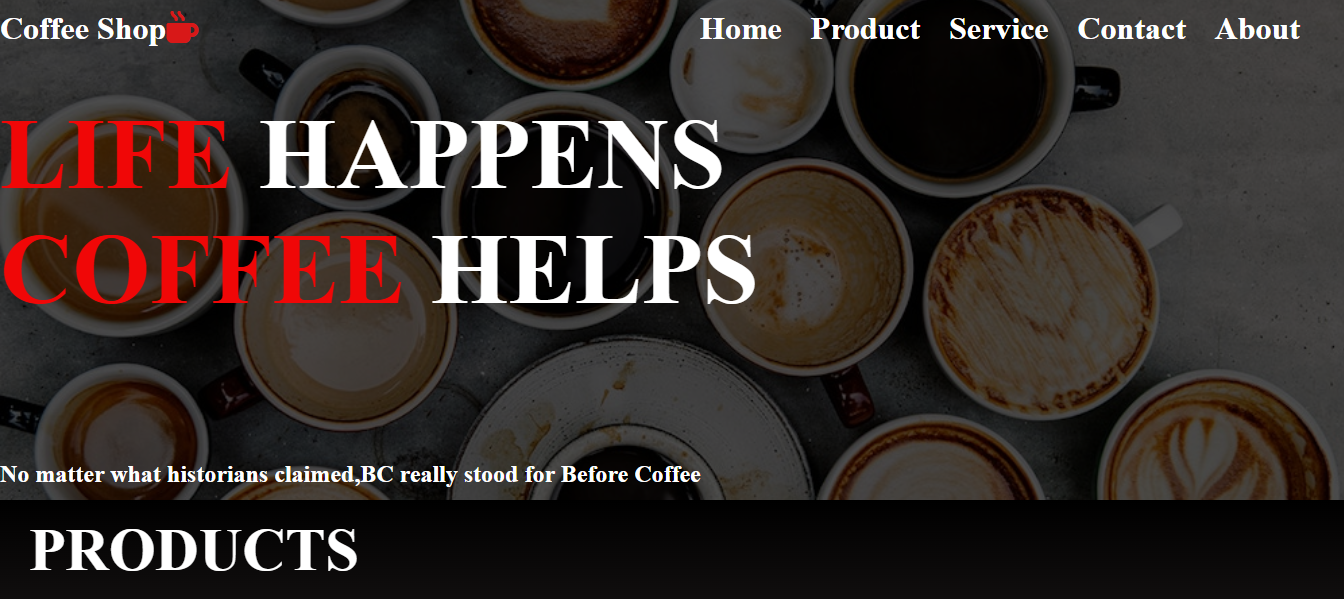 Coffee Shop
Home Product Service Contact About
LIFE HAPPENS
COFFEE HELPS
No matter what historians claimed,BC really stood for Before Coffee
PRODUCTS